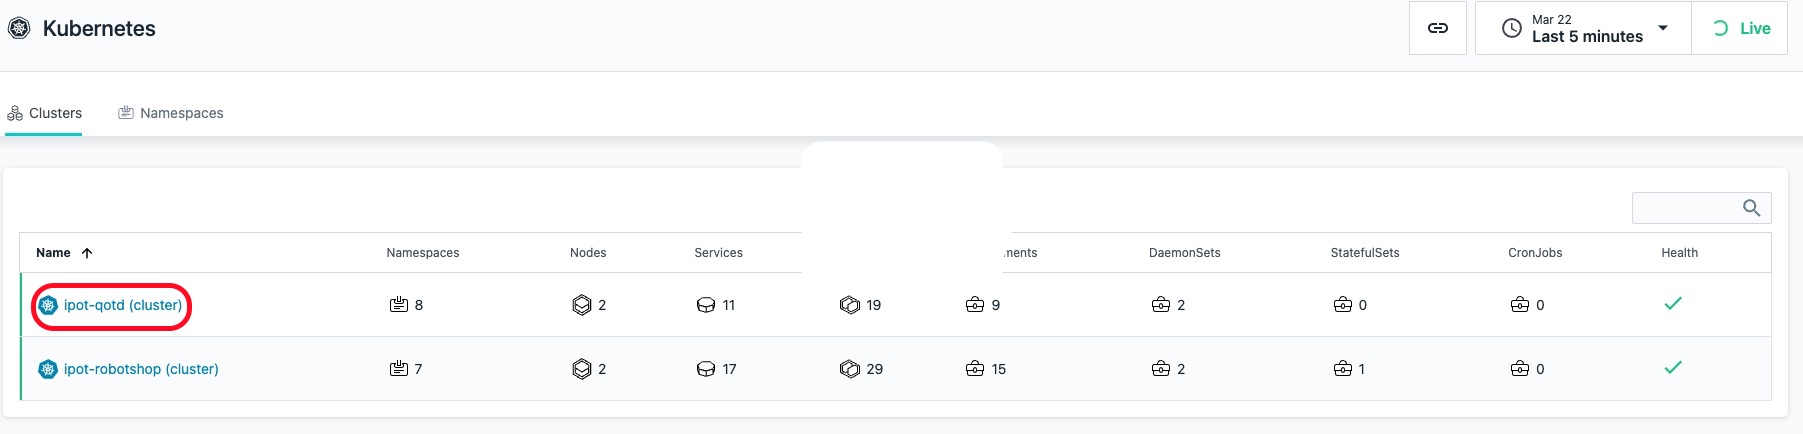 Kubernetes
Mar 22
Last 5 minutes
Live
Clusters Namespaces
Name Namespaces Nodes Services DaemonSets StatefulSets CronJobs Health
ipot-qotd (cluster) 8 2 11 19 9 2 0 0
ipot-robotshop (cluster) 7 2 17 29 15 2 1 0